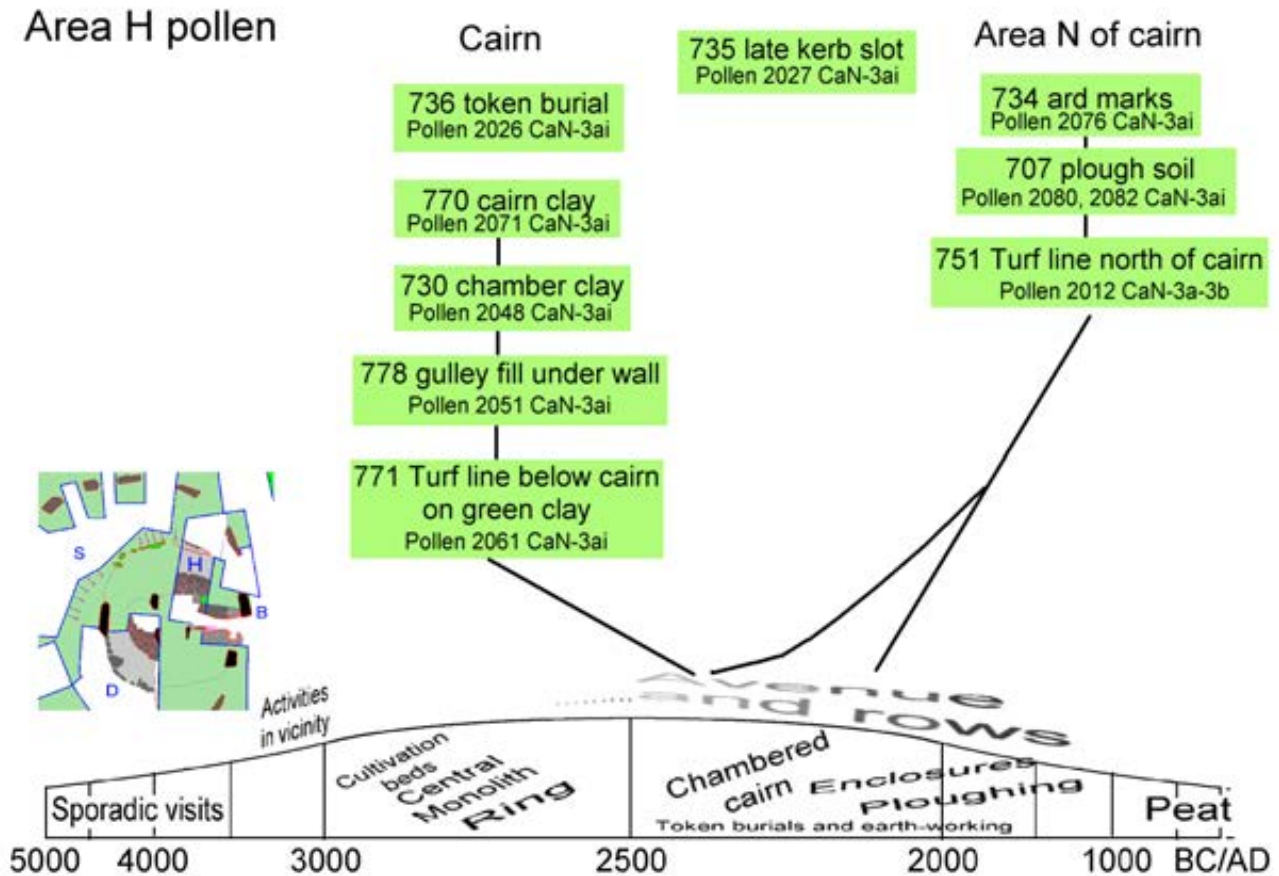 Area H pollen
Cairn
736 token burial
Pollen 2026 CaN-3ai
770 cairn clay
Pollen 2071 CaN-3ai
730 chamber clay
Pollen 2048 CaN-3ai
778 gulley fill under wall
Pollen 2051 CaN-3ai
771 Turf line below cairn
on green clay
Pollen 2061 CaN-3ai
735 late kerb slot
Pollen 2027 CaN-3ai
Area N of cairn
734 ard marks
Pollen 2076 CaN-3ai
707 plough soil
Pollen 2080, 2082 CaN-3ai
751 Turf line north of cairn
Pollen 2012 CaN-3a-3b
S
H
B
D
Activities
in vicinity
Avenue
and rows
Sporadic visits
Cultivation
beds
Central
Monolith
Ring
Chambered
cairn
Enclosures
Ploughing
Token burials and earth-working
Peat
5000 4000 3000 2500 2000 1000 BC/AD